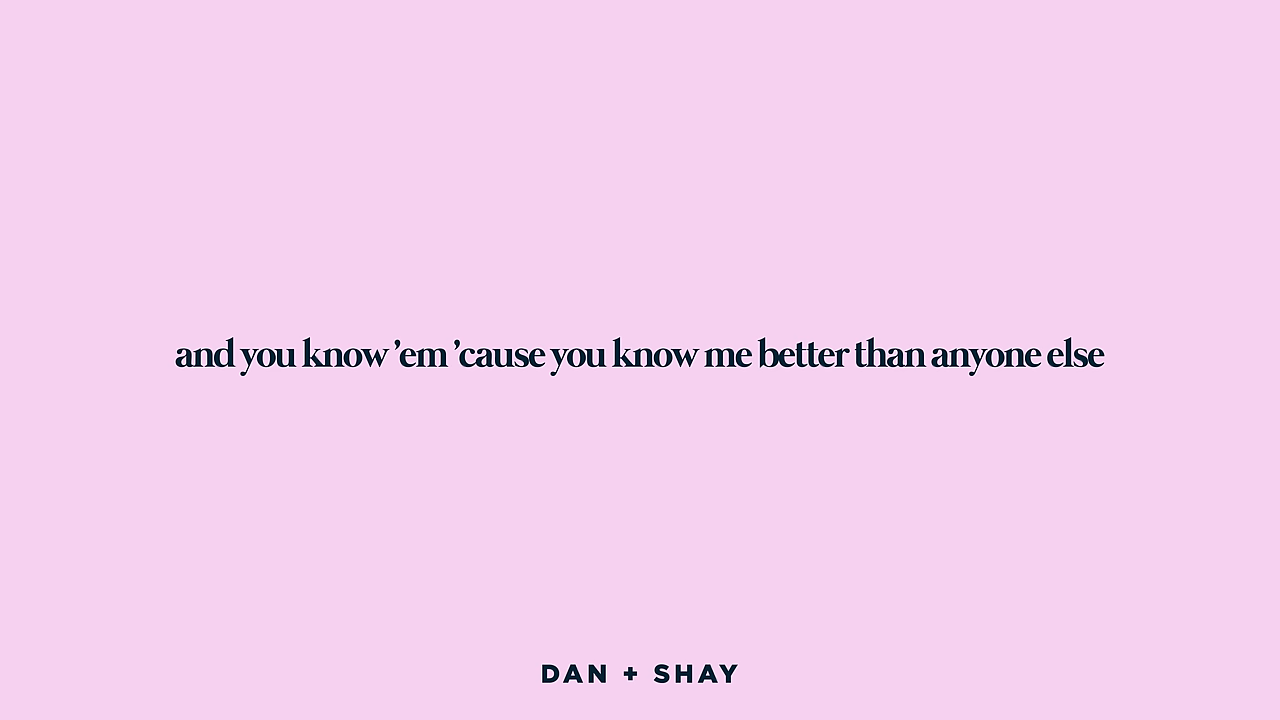 and you know ’em ’cause you know me better than anyone else
DAN + SHAY